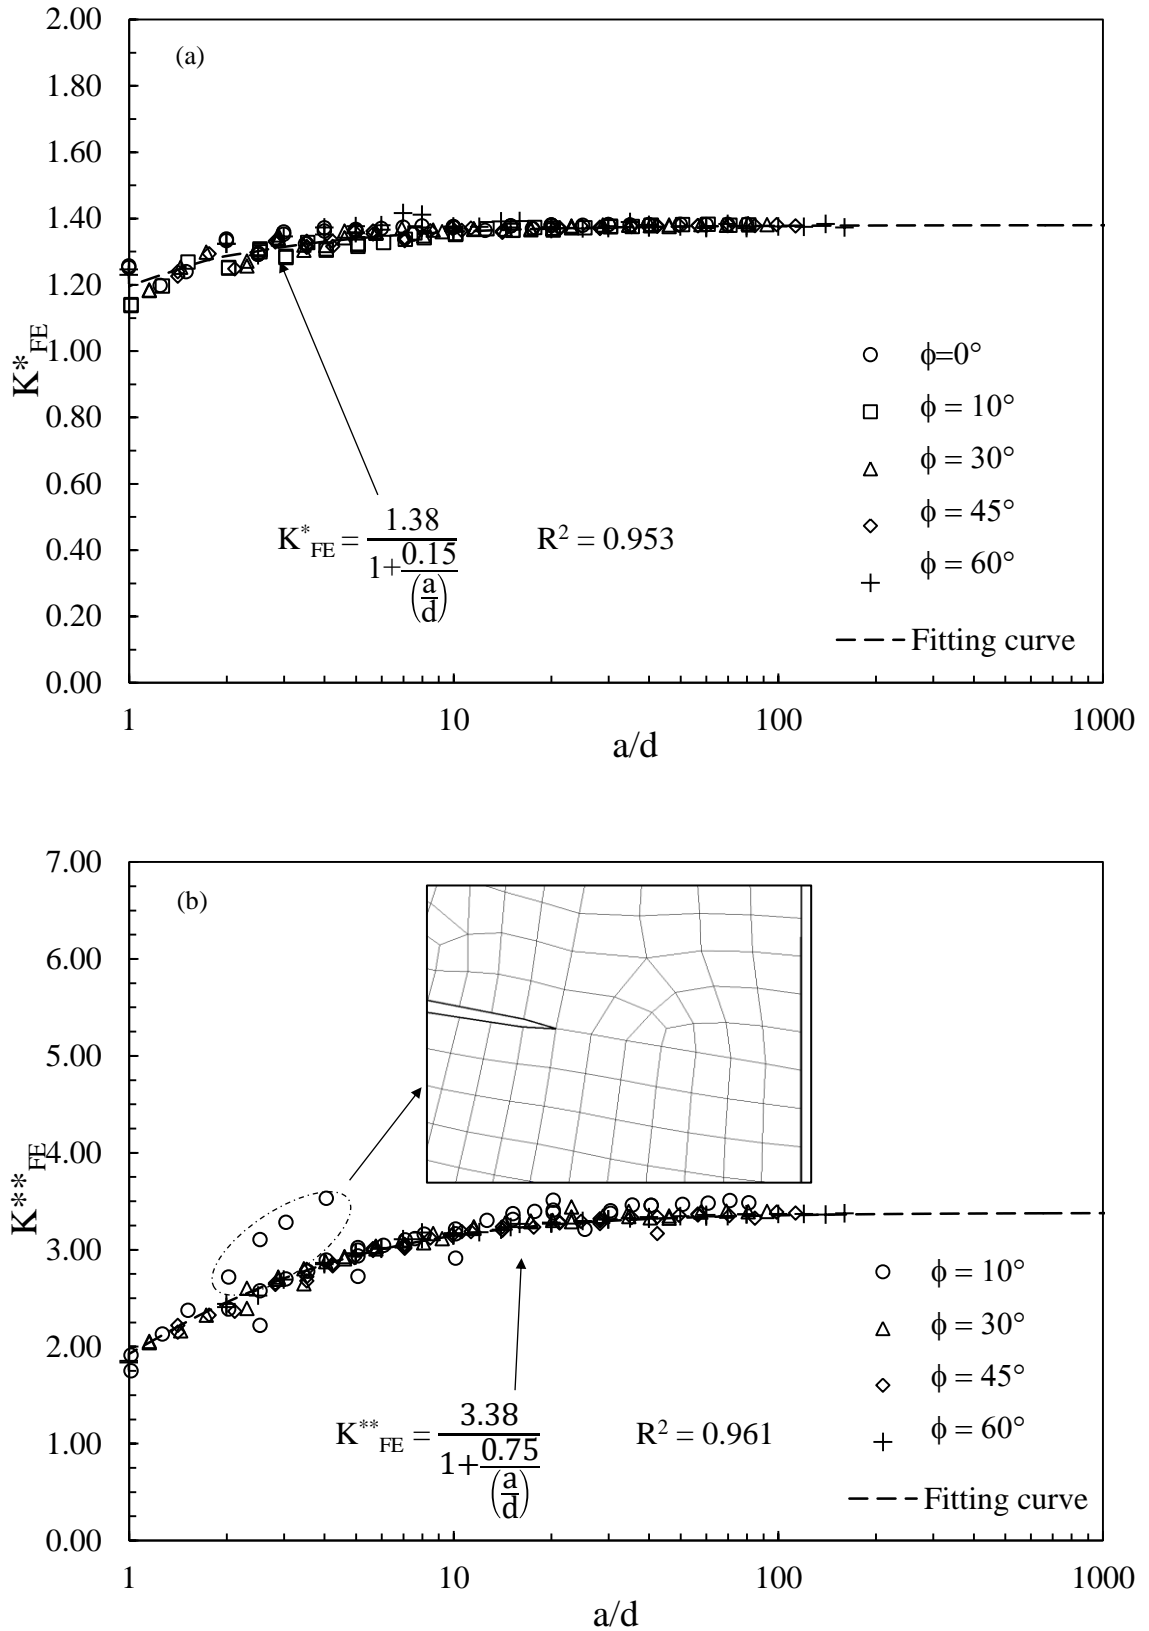 2.00
(a)
1.80
1.60
1.40
1.20
1.00
0.80
0.60
0.40
0.20
0.00
K*FE
ϕ=0°
ϕ = 10°
ϕ = 30°
ϕ = 45°
ϕ = 60°
Fitting curve
K*FE = 1.38 / (1+ 0.15 / (a/d))
R² = 0.953
1 10 100 1000
a/d
7.00
(b)
6.00
5.00
4.00
3.00
2.00
1.00
0.00
K**FE
ϕ = 10°
ϕ = 30°
ϕ = 45°
ϕ = 60°
Fitting curve
K**FE = 3.38 / (1+ 0.75 / (a/d))
R² = 0.961
1 10 100 1000
a/d